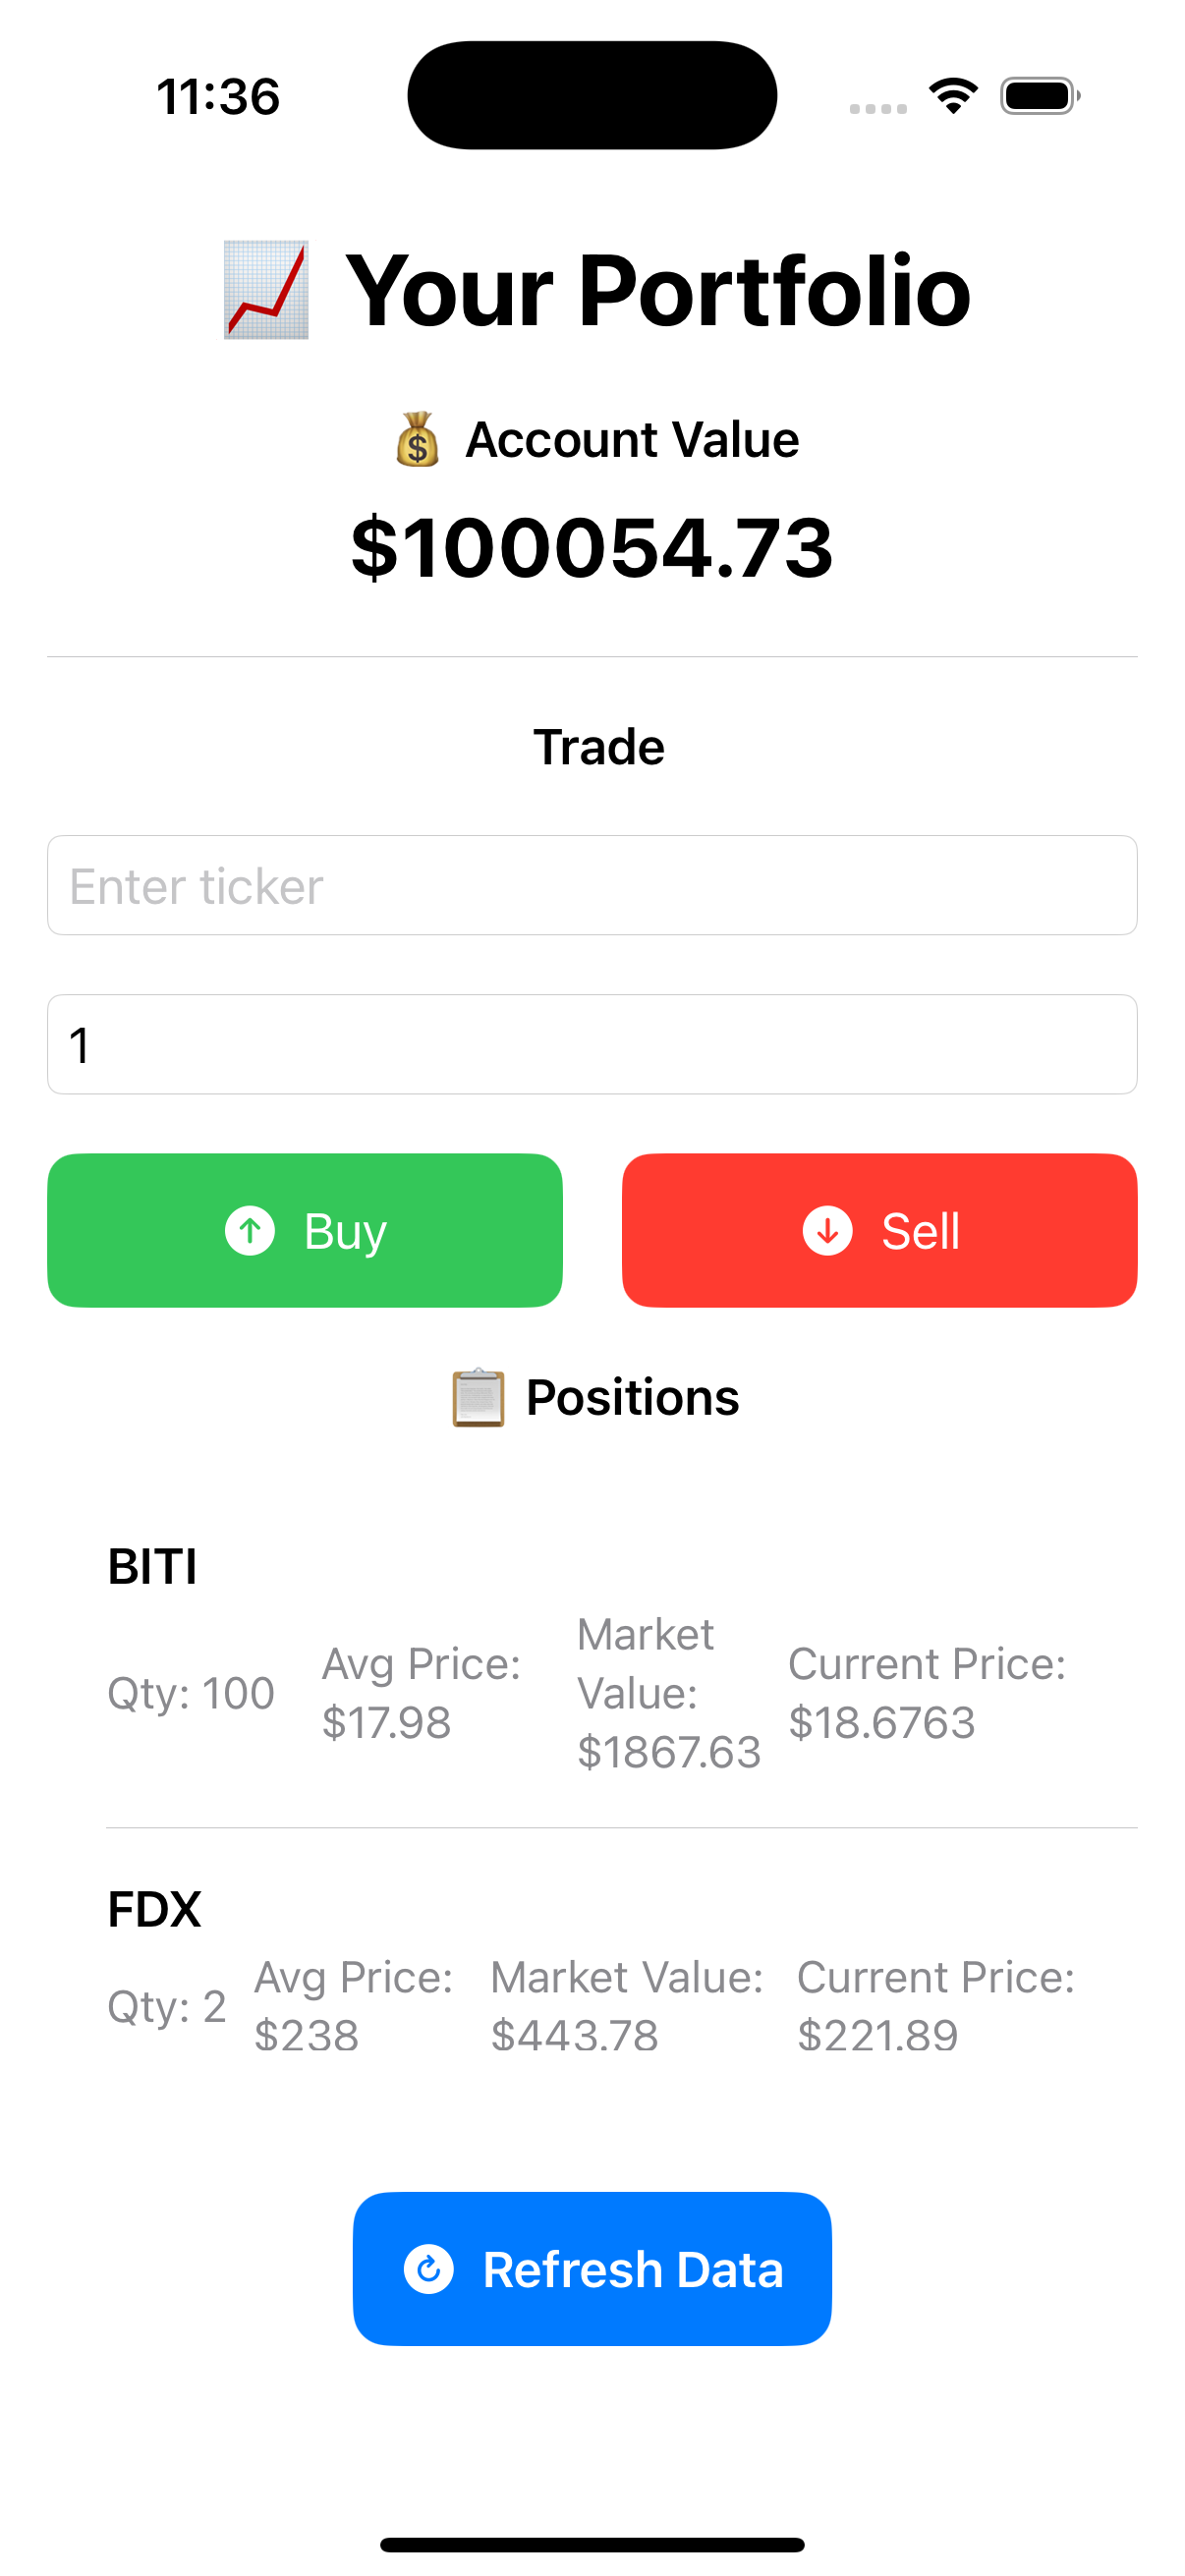 11:36
📈 Your Portfolio
💰 Account Value
$100054.73
Trade
Enter ticker
1
Buy
Sell
📋 Positions
BITI
Qty: 100
Avg Price:
$17.98
Market
Value:
$1867.63
Current Price:
$18.6763
FDX
Qty: 2
Avg Price:
$238
Market Value:
$443.78
Current Price:
$221.89
Refresh Data